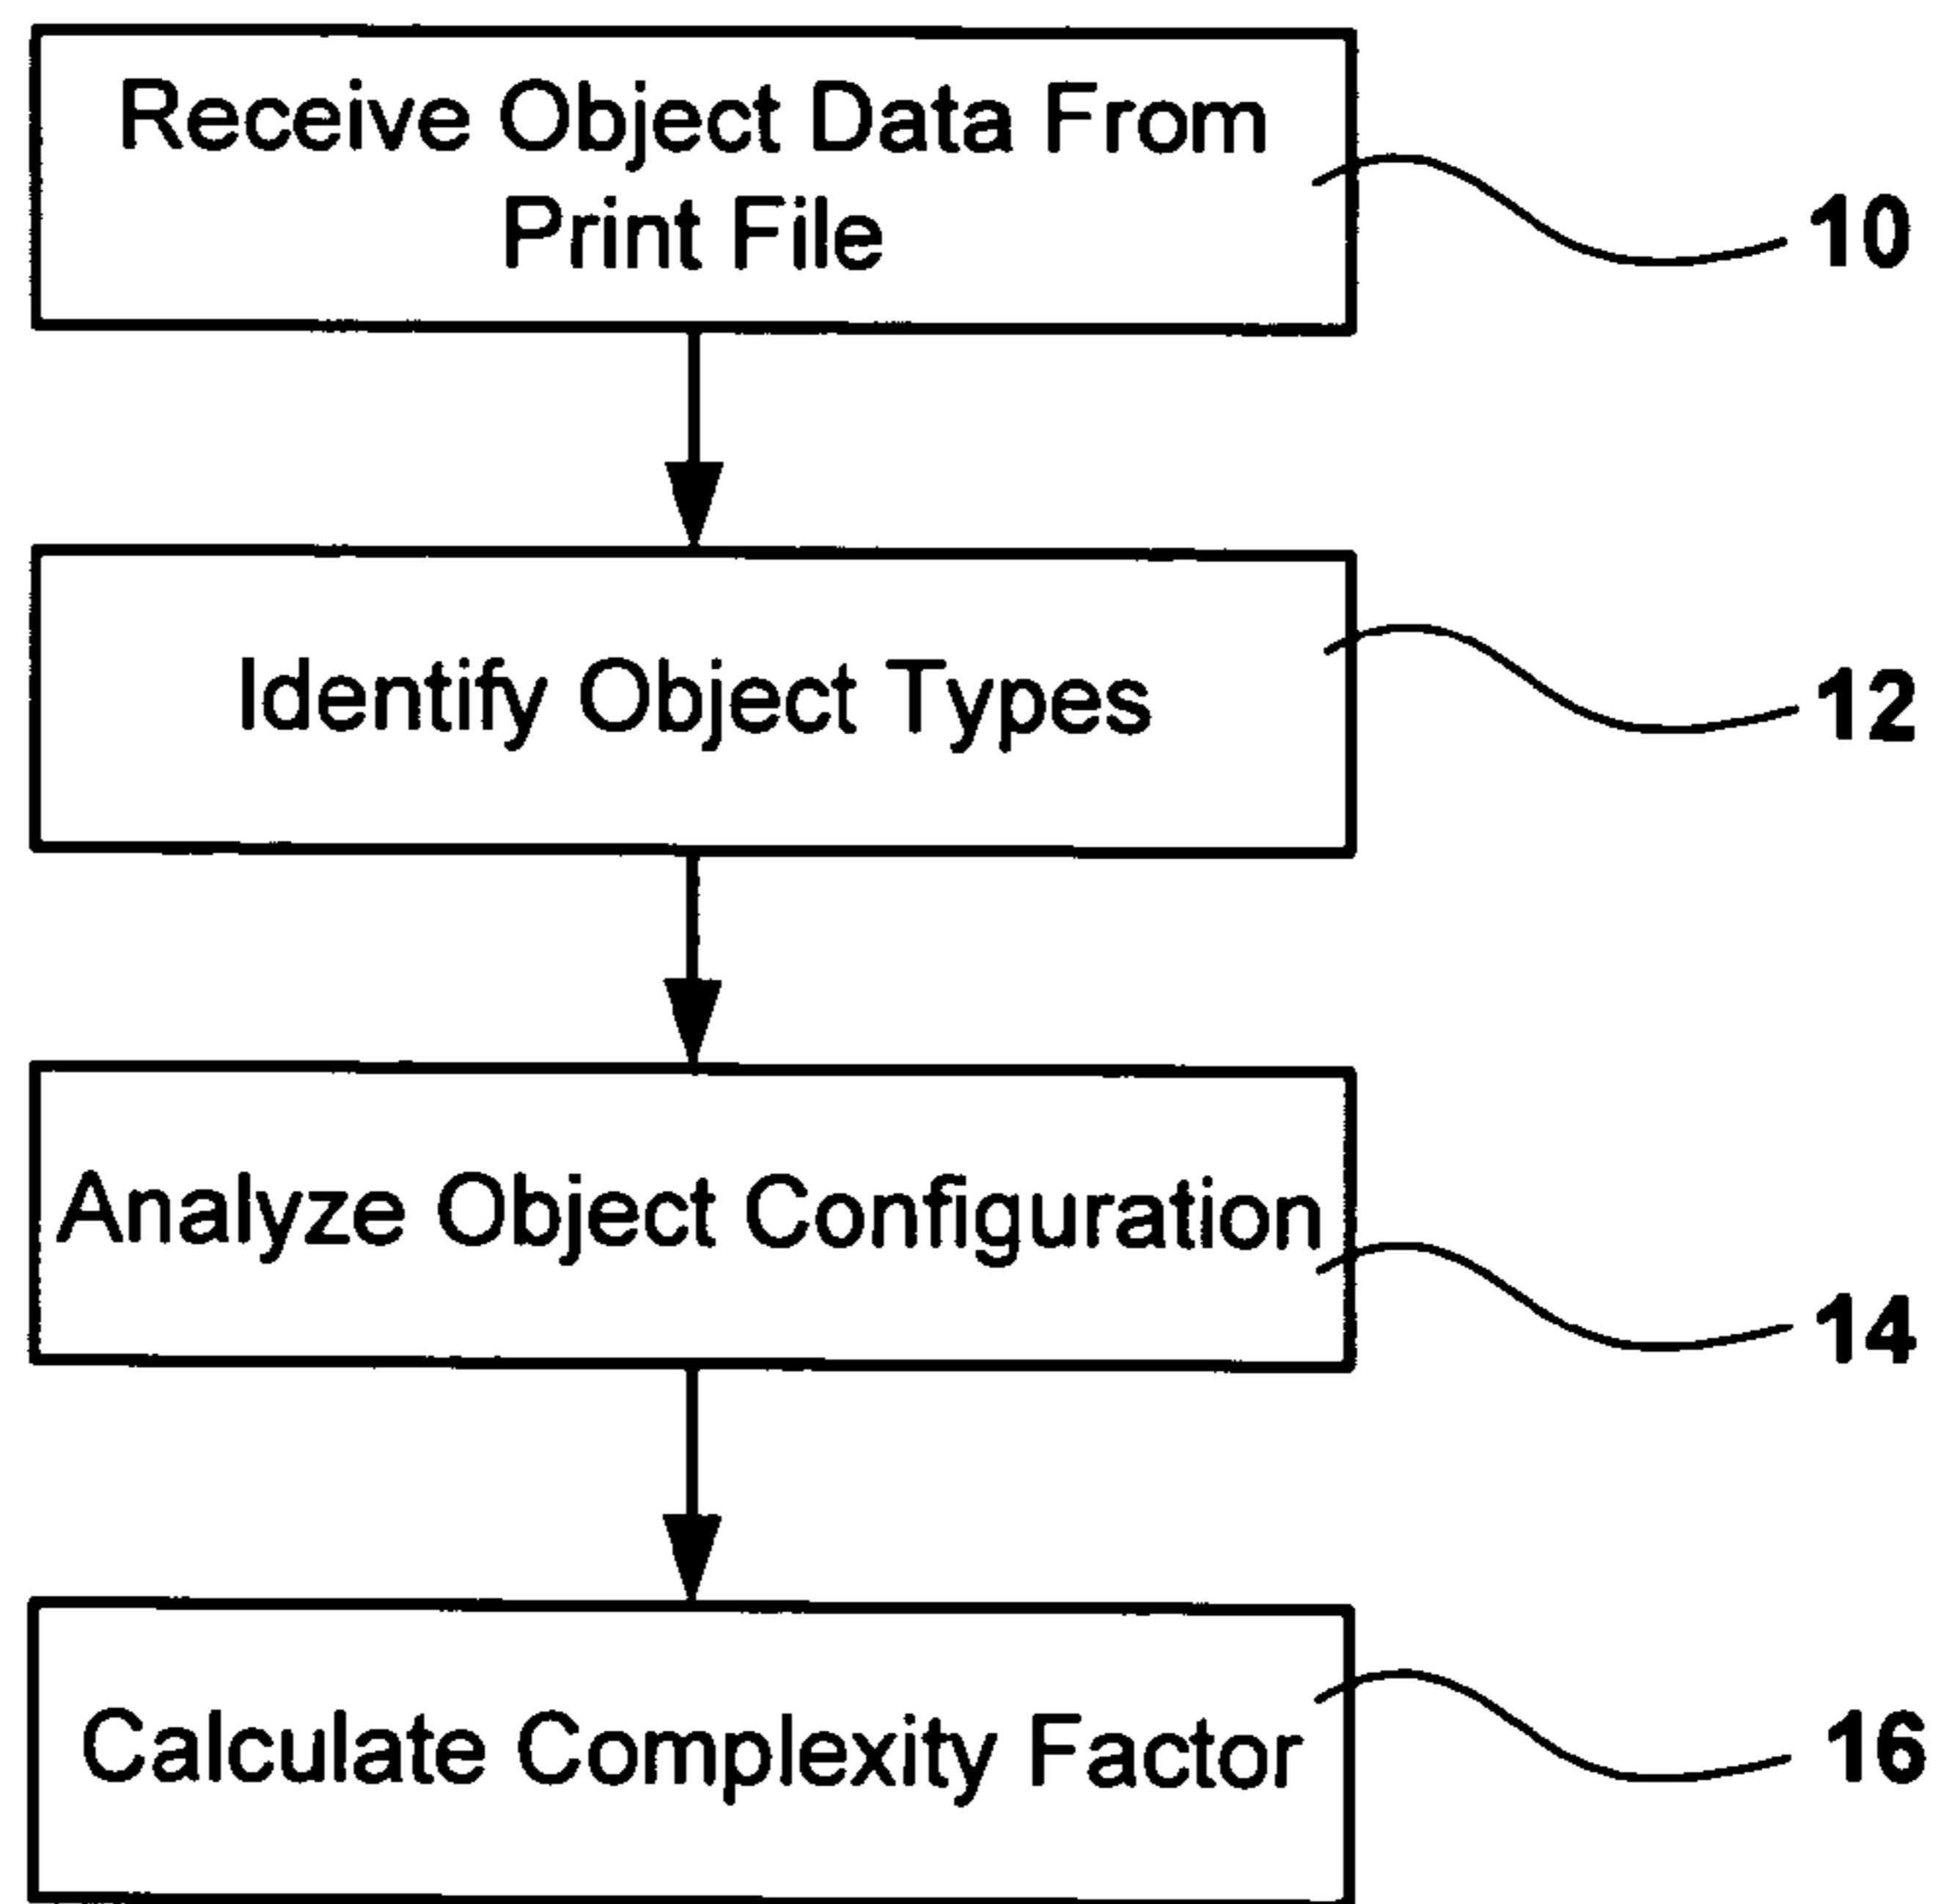 Receive Object Data From
Print File
10
Identify Object Types
12
Analyze Object Configuration
14
Calculate Complexity Factor
16